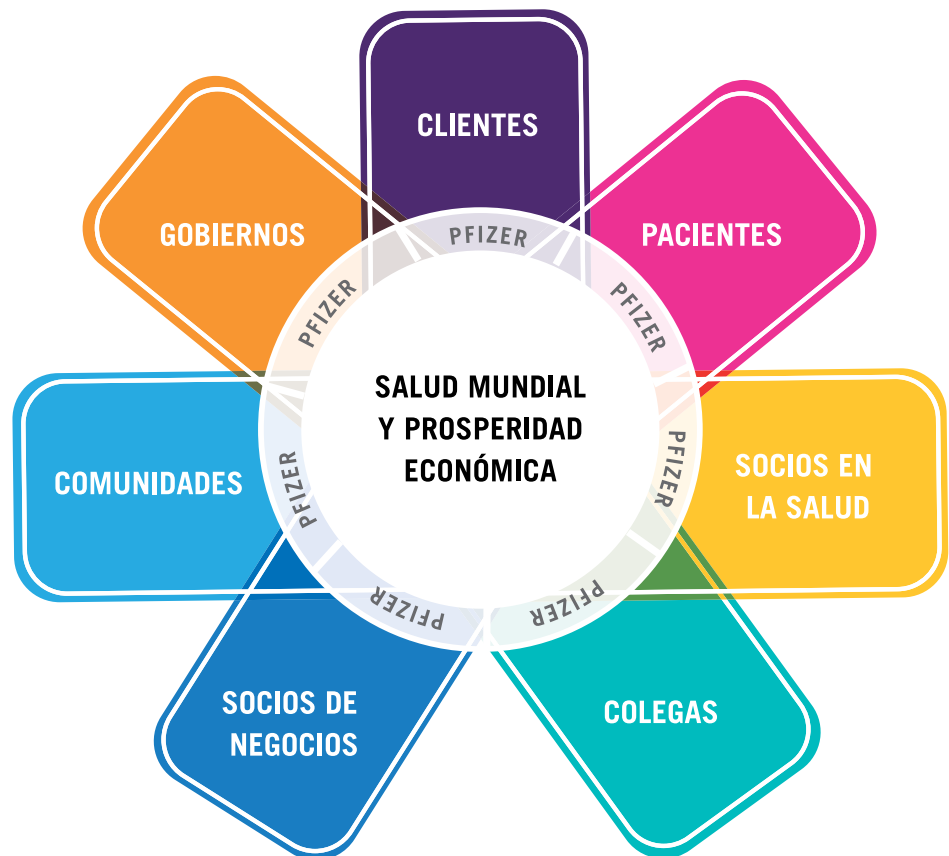 CLIENTES
PFIZER
PACIENTES
PFIZER
SOCIOS EN
LA SALUD
PFIZER
COLEGAS
PFIZER
SOCIOS DE
NEGOCIOS
PFIZER
COMUNIDADES
PFIZER
GOBIERNOS
PFIZER
SALUD MUNDIAL
Y PROSPERIDAD
ECONÓMICA